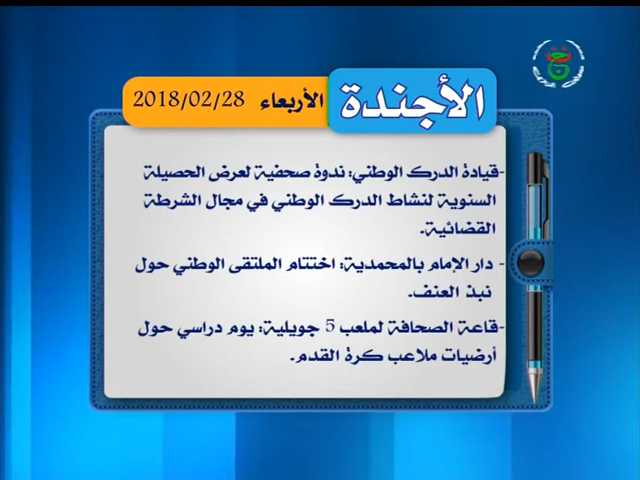 الأجندة
الأربعاء 2018/02/28
-قيادة الدرك الوطني: ندوة صحفية لعرض الحصيلة
السنوية لنشاط الدرك الوطني في مجال الشرطة
القضائية.
- دار الإمام بالمحمدية: اختتام الملتقى الوطني حول
نبذ العنف.
-قاعة الصحافة لملعب 5 جويلية: يوم دراسي حول
أرضيات ملاعب كرة القدم.